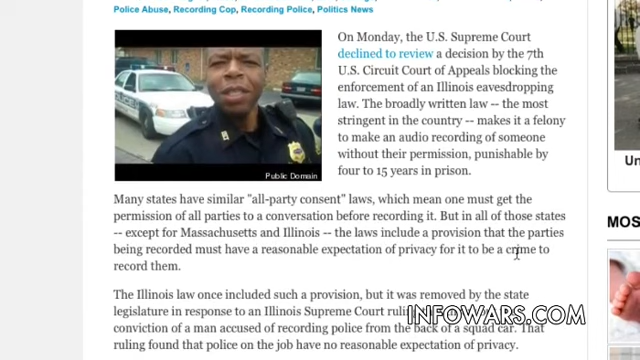 Police Abuse, Recording Cop, Recording Police, Politics News
On Monday, the U.S. Supreme Court
declined to review a decision by the 7th
U.S. Circuit Court of Appeals blocking the
enforcement of an Illinois eavesdropping
law. The broadly written law -- the most
stringent in the country -- makes it a felony
to make an audio recording of someone
without their permission, punishable by
four to 15 years in prison.
Public Domain
Many states have similar "all-party consent" laws, which mean one must get the
permission of all parties to a conversation before recording it. But in all of those states
-- except for Massachusetts and Illinois -- the laws include a provision that the parties
being recorded must have a reasonable expectation of privacy for it to be a crime to
record them.
The Illinois law once included such a provision, but it was removed by the state
legislature in response to an Illinois Supreme Court
conviction of a man accused of recording police from the back of a squad car. That
ruling found that police on the job have no reasonable expectation of privacy.
Un
MOS
INFOWARS.COM